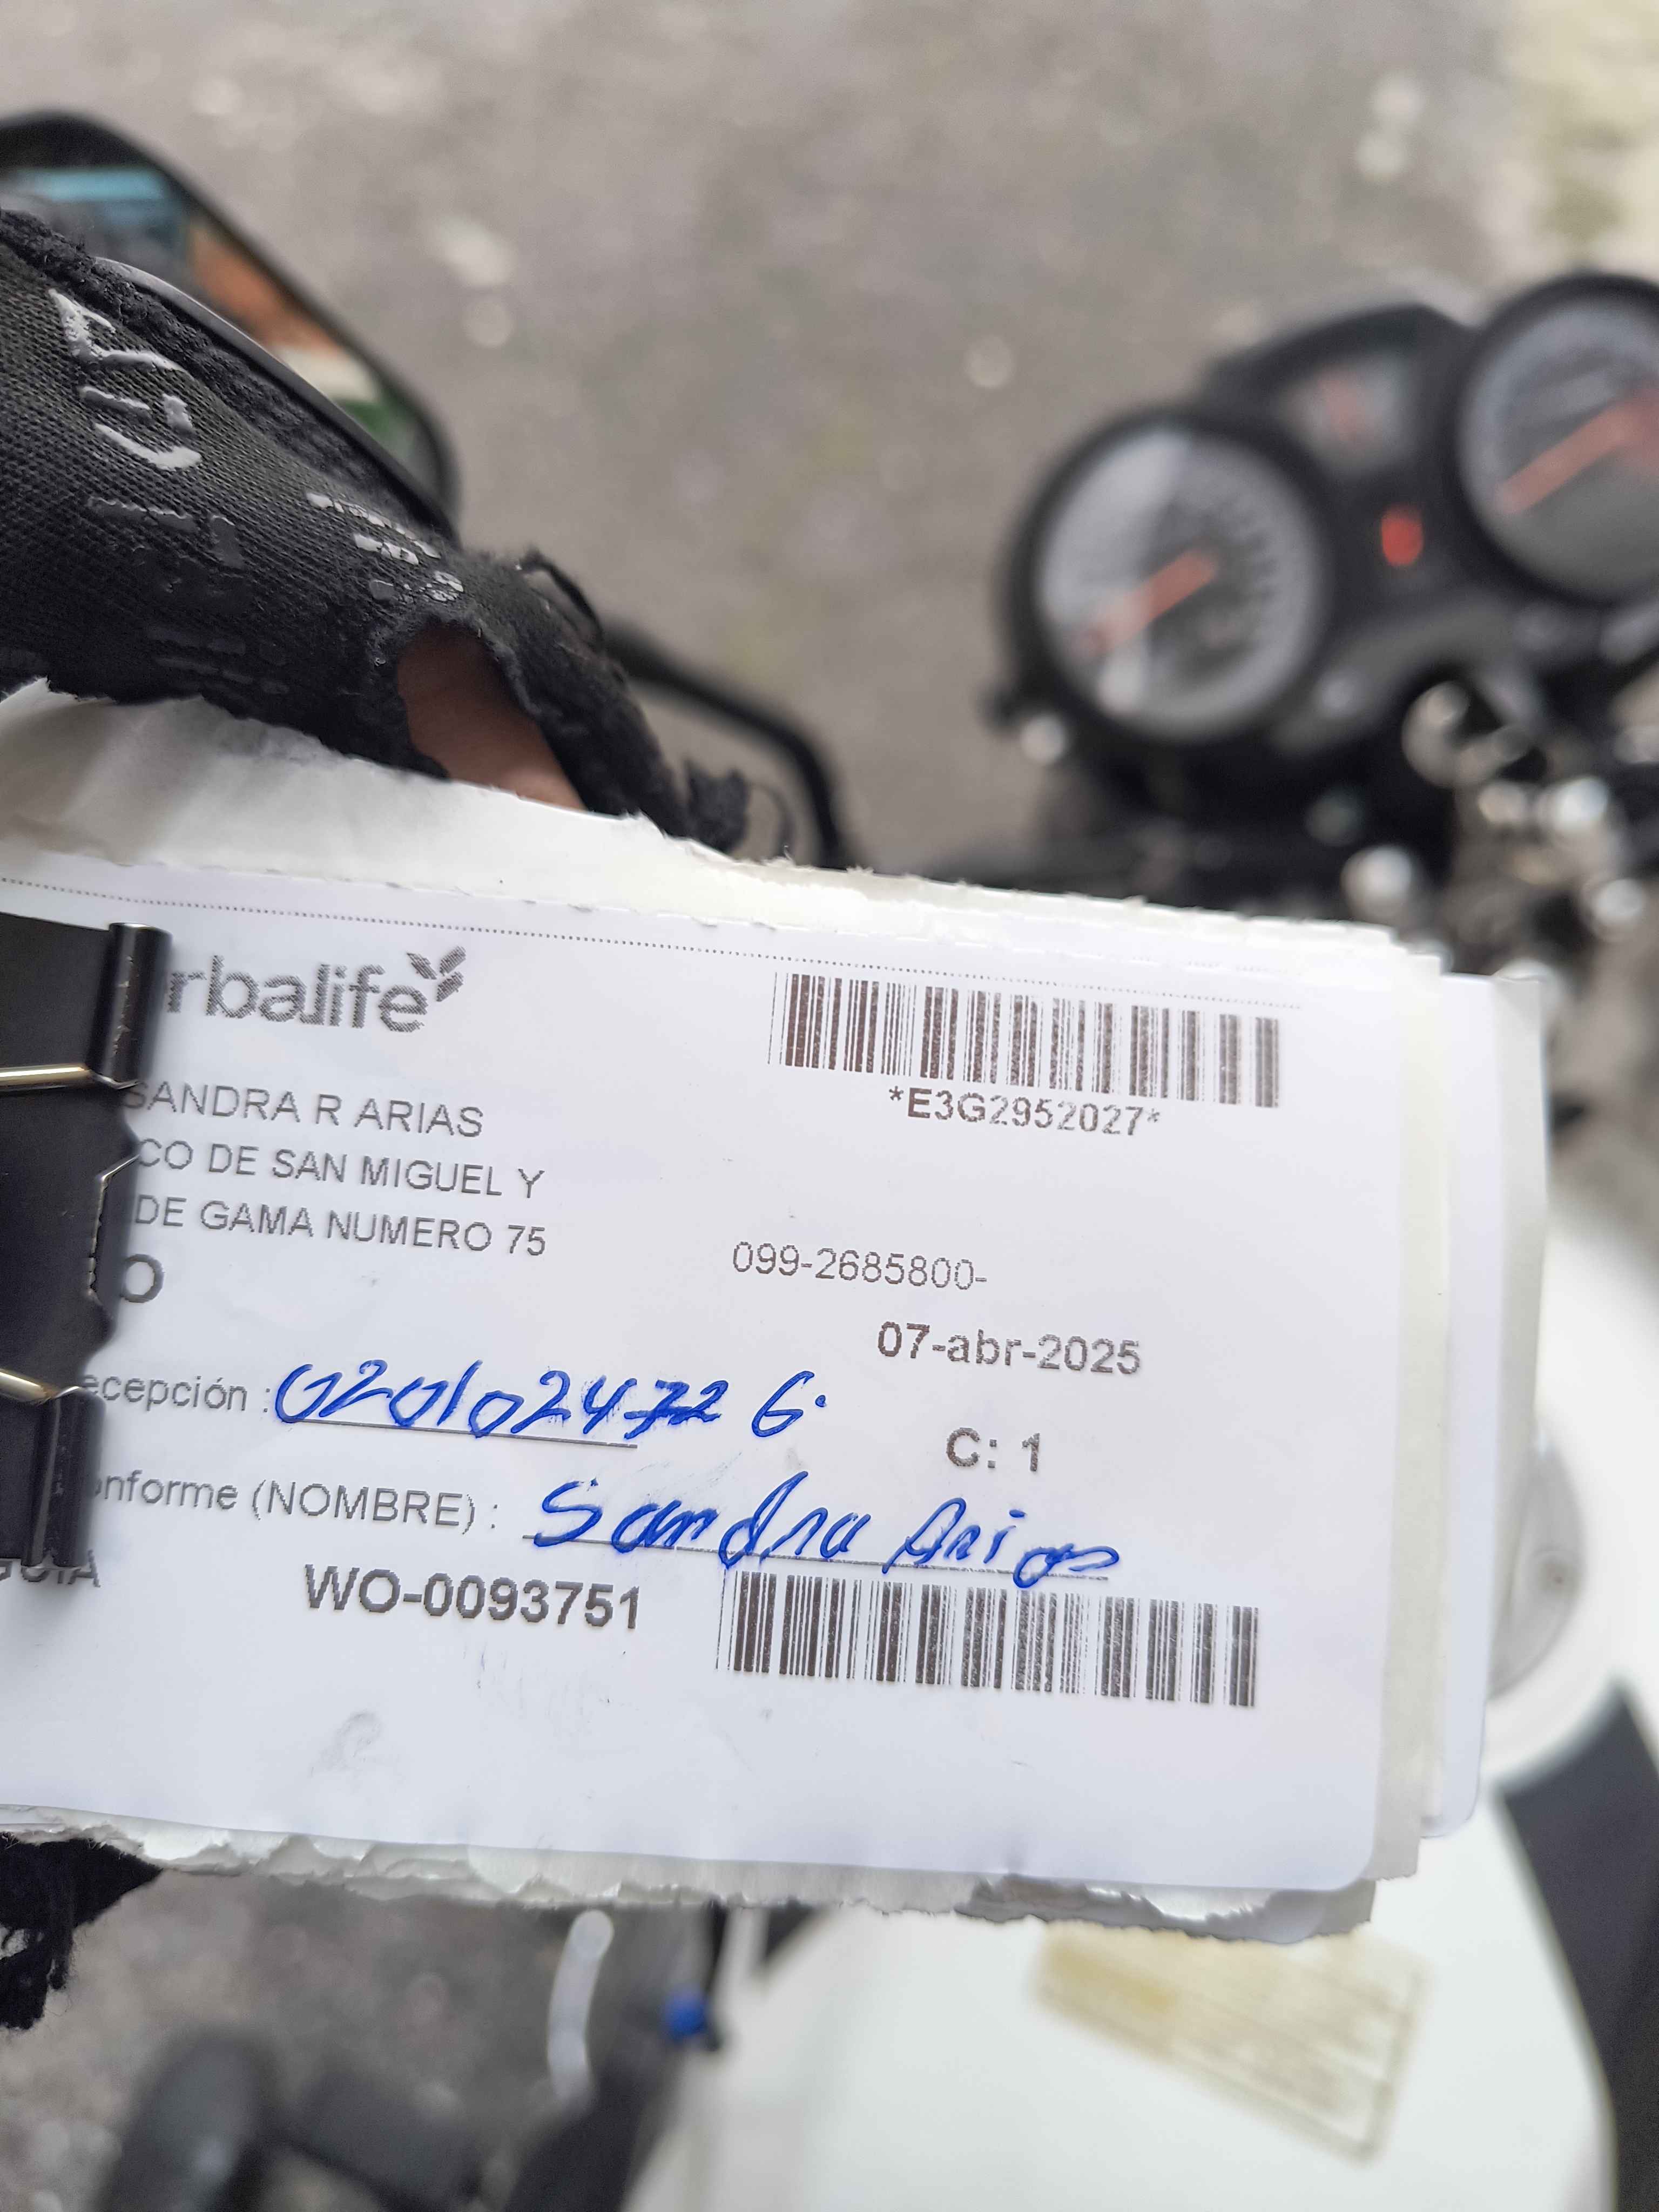 rbalife
SANDRA R ARIAS
*E3G2952027*
CO DE SAN MIGUEL Y
DE GAMA NUMERO 75
099-2685800-
O
07-abr-2025
ecepción :
C: 1
onforme (NOMBRE) : Sandra Arias
GUIA WO-0093751